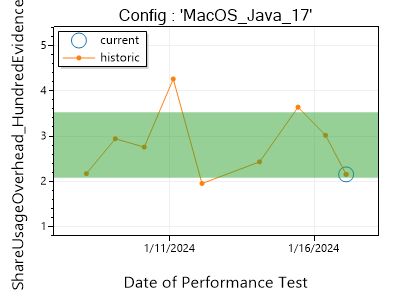 Config : 'MacOS_Java_17'
ShareUsageOverhead_HundredEvidence
current
historic
5
4
3
2
1
1/11/2024
1/16/2024
Date of Performance Test